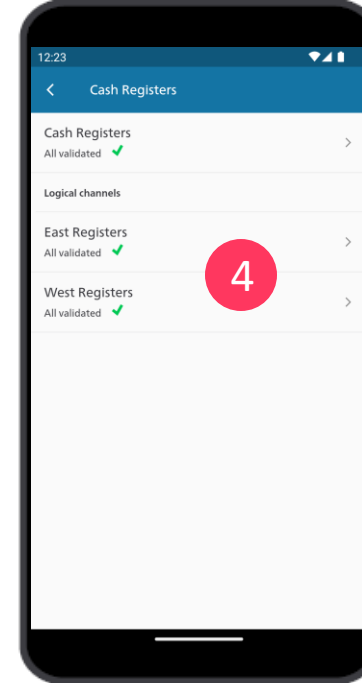 12:23
Cash Registers
Cash Registers
All validated
Logical channels
East Registers
All validated
4
West Registers
All validated